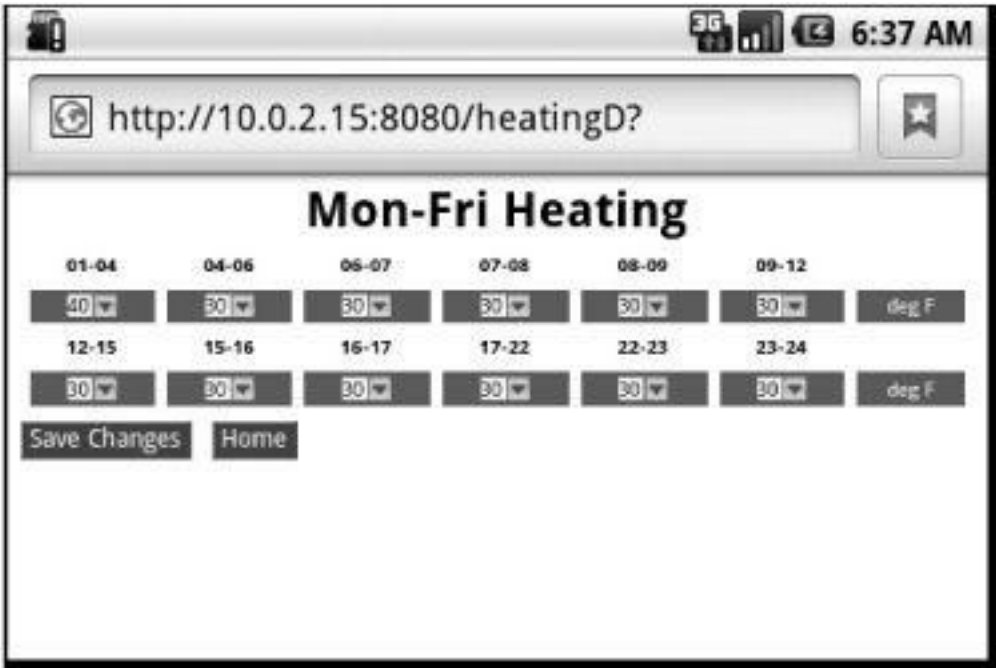 3G 6:37 AM
http://10.0.2.15:8080/heatingD?
Mon-Fri Heating
01-04 04-06 06-07 07-08 08-09 09-12
40 30 30 30 30 30 deg F
12-15 15-16 16-17 17-22 22-23 23-24
30 30 30 30 30 30 deg F
Save Changes Home